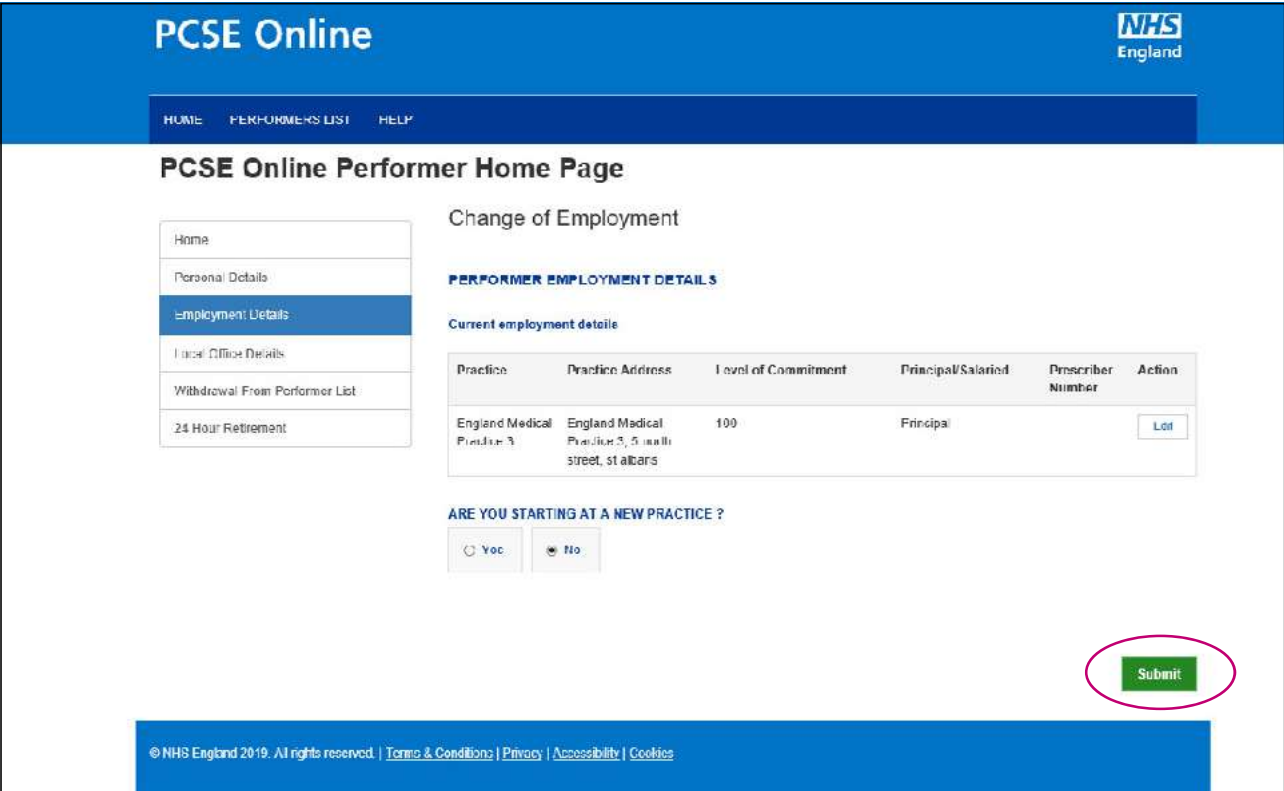 PCSE Online
NHS
England
HOME PERFORMERS LIST HELP
PCSE Online Performer Home Page
Home
Personal Details
Employment Details
Local Office Details
Withdrawal From Performer List
24 Hour Retirement
Change of Employment
PERFORMER EMPLOYMENT DETAILS
Current employment details
Practice Practice Address Level of Commitment Principal/Salaried Prescriber Action
Number
England Medical England Medical 100 Principal Edit
Practice 3 Practice 3, 5 north
street, st albans
ARE YOU STARTING AT A NEW PRACTICE ?
Yes No
Submit
© NHS England 2019. All rights reserved. | Terms & Conditions | Privacy | Accessibility | Cookies